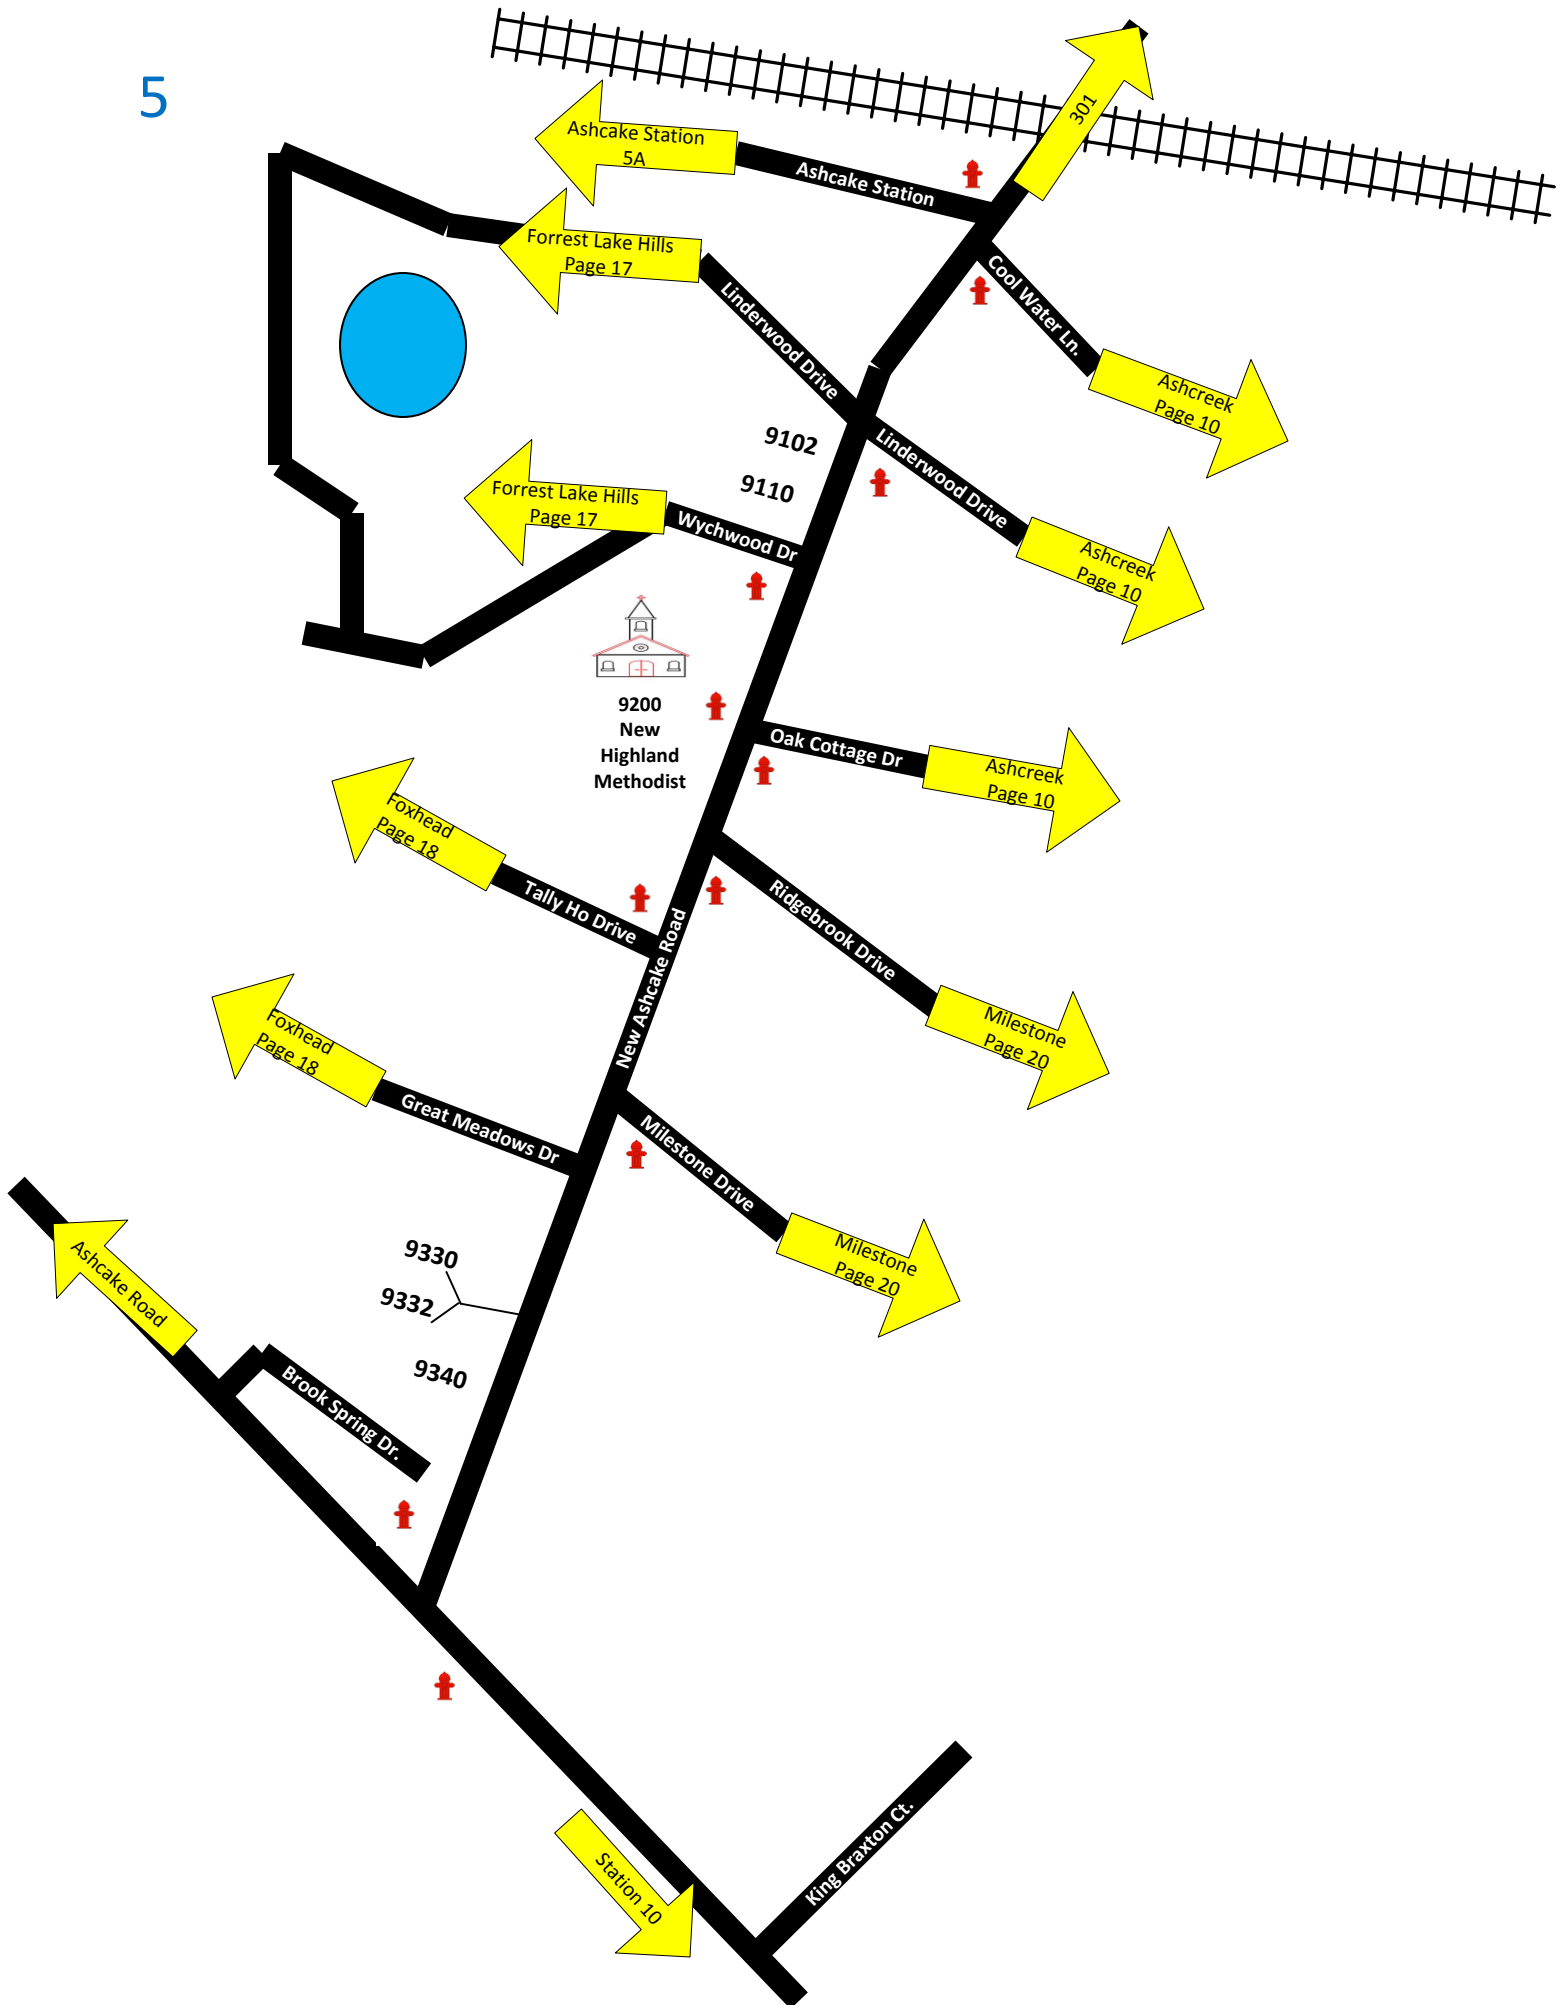 5
301
Ashcake Station
5A
Ashcake Station
Forrest Lake Hills
Page 17
Linderwood Drive
Cool Water Ln.
Ashcreek
Page 10
9102
9110
Linderwood Drive
Ashcreek
Page 10
Forrest Lake Hills
Page 17
Wychwood Dr
9200
New
Highland
Methodist
Oak Cottage Dr
Ashcreek
Page 10
Foxhead
Page 18
Tally Ho Drive
Ridgebrook Drive
Milestone
Page 20
New Ashcake Road
Foxhead
Page 18
Great Meadows Dr
Milestone Drive
Milestone
Page 20
9330
9332
9340
Ashcake Road
Brook Spring Dr.
Station 10
King Braxton Ct.